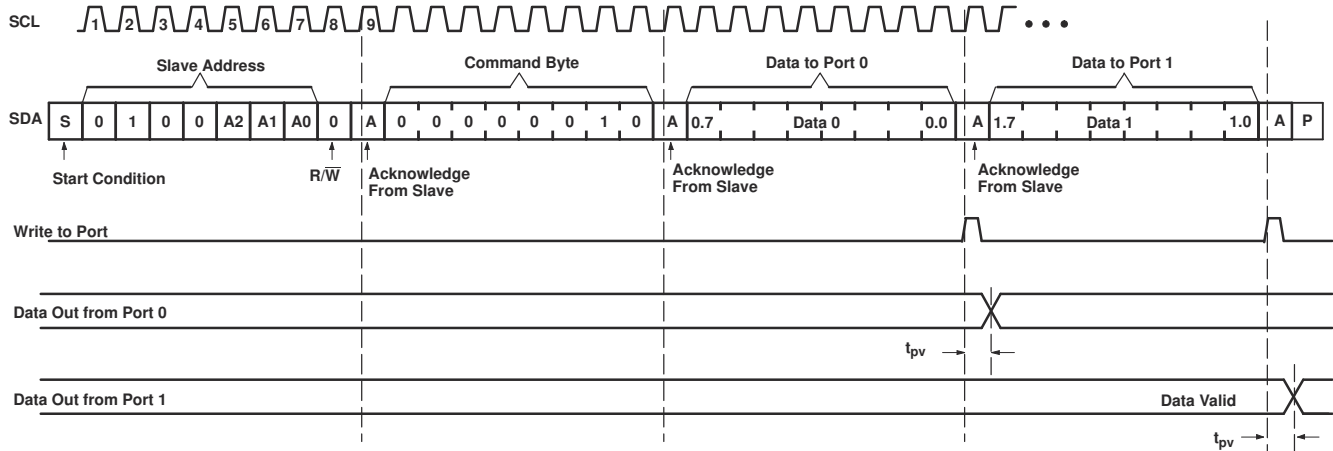 SCL 1 2 3 4 5 6 7 8 9
Slave Address Command Byte Data to Port 0 Data to Port 1
SDA S 0 1 0 0 A2 A1 A0 0 A 0 0 0 0 0 0 1 0 A 0.7 Data 0 0.0 A 1.7 Data 1 1.0 A P
Start Condition R/W̅ Acknowledge From Slave Acknowledge From Slave Acknowledge From Slave
Write to Port
Data Out from Port 0
tpv
Data Out from Port 1 Data Valid
tpv